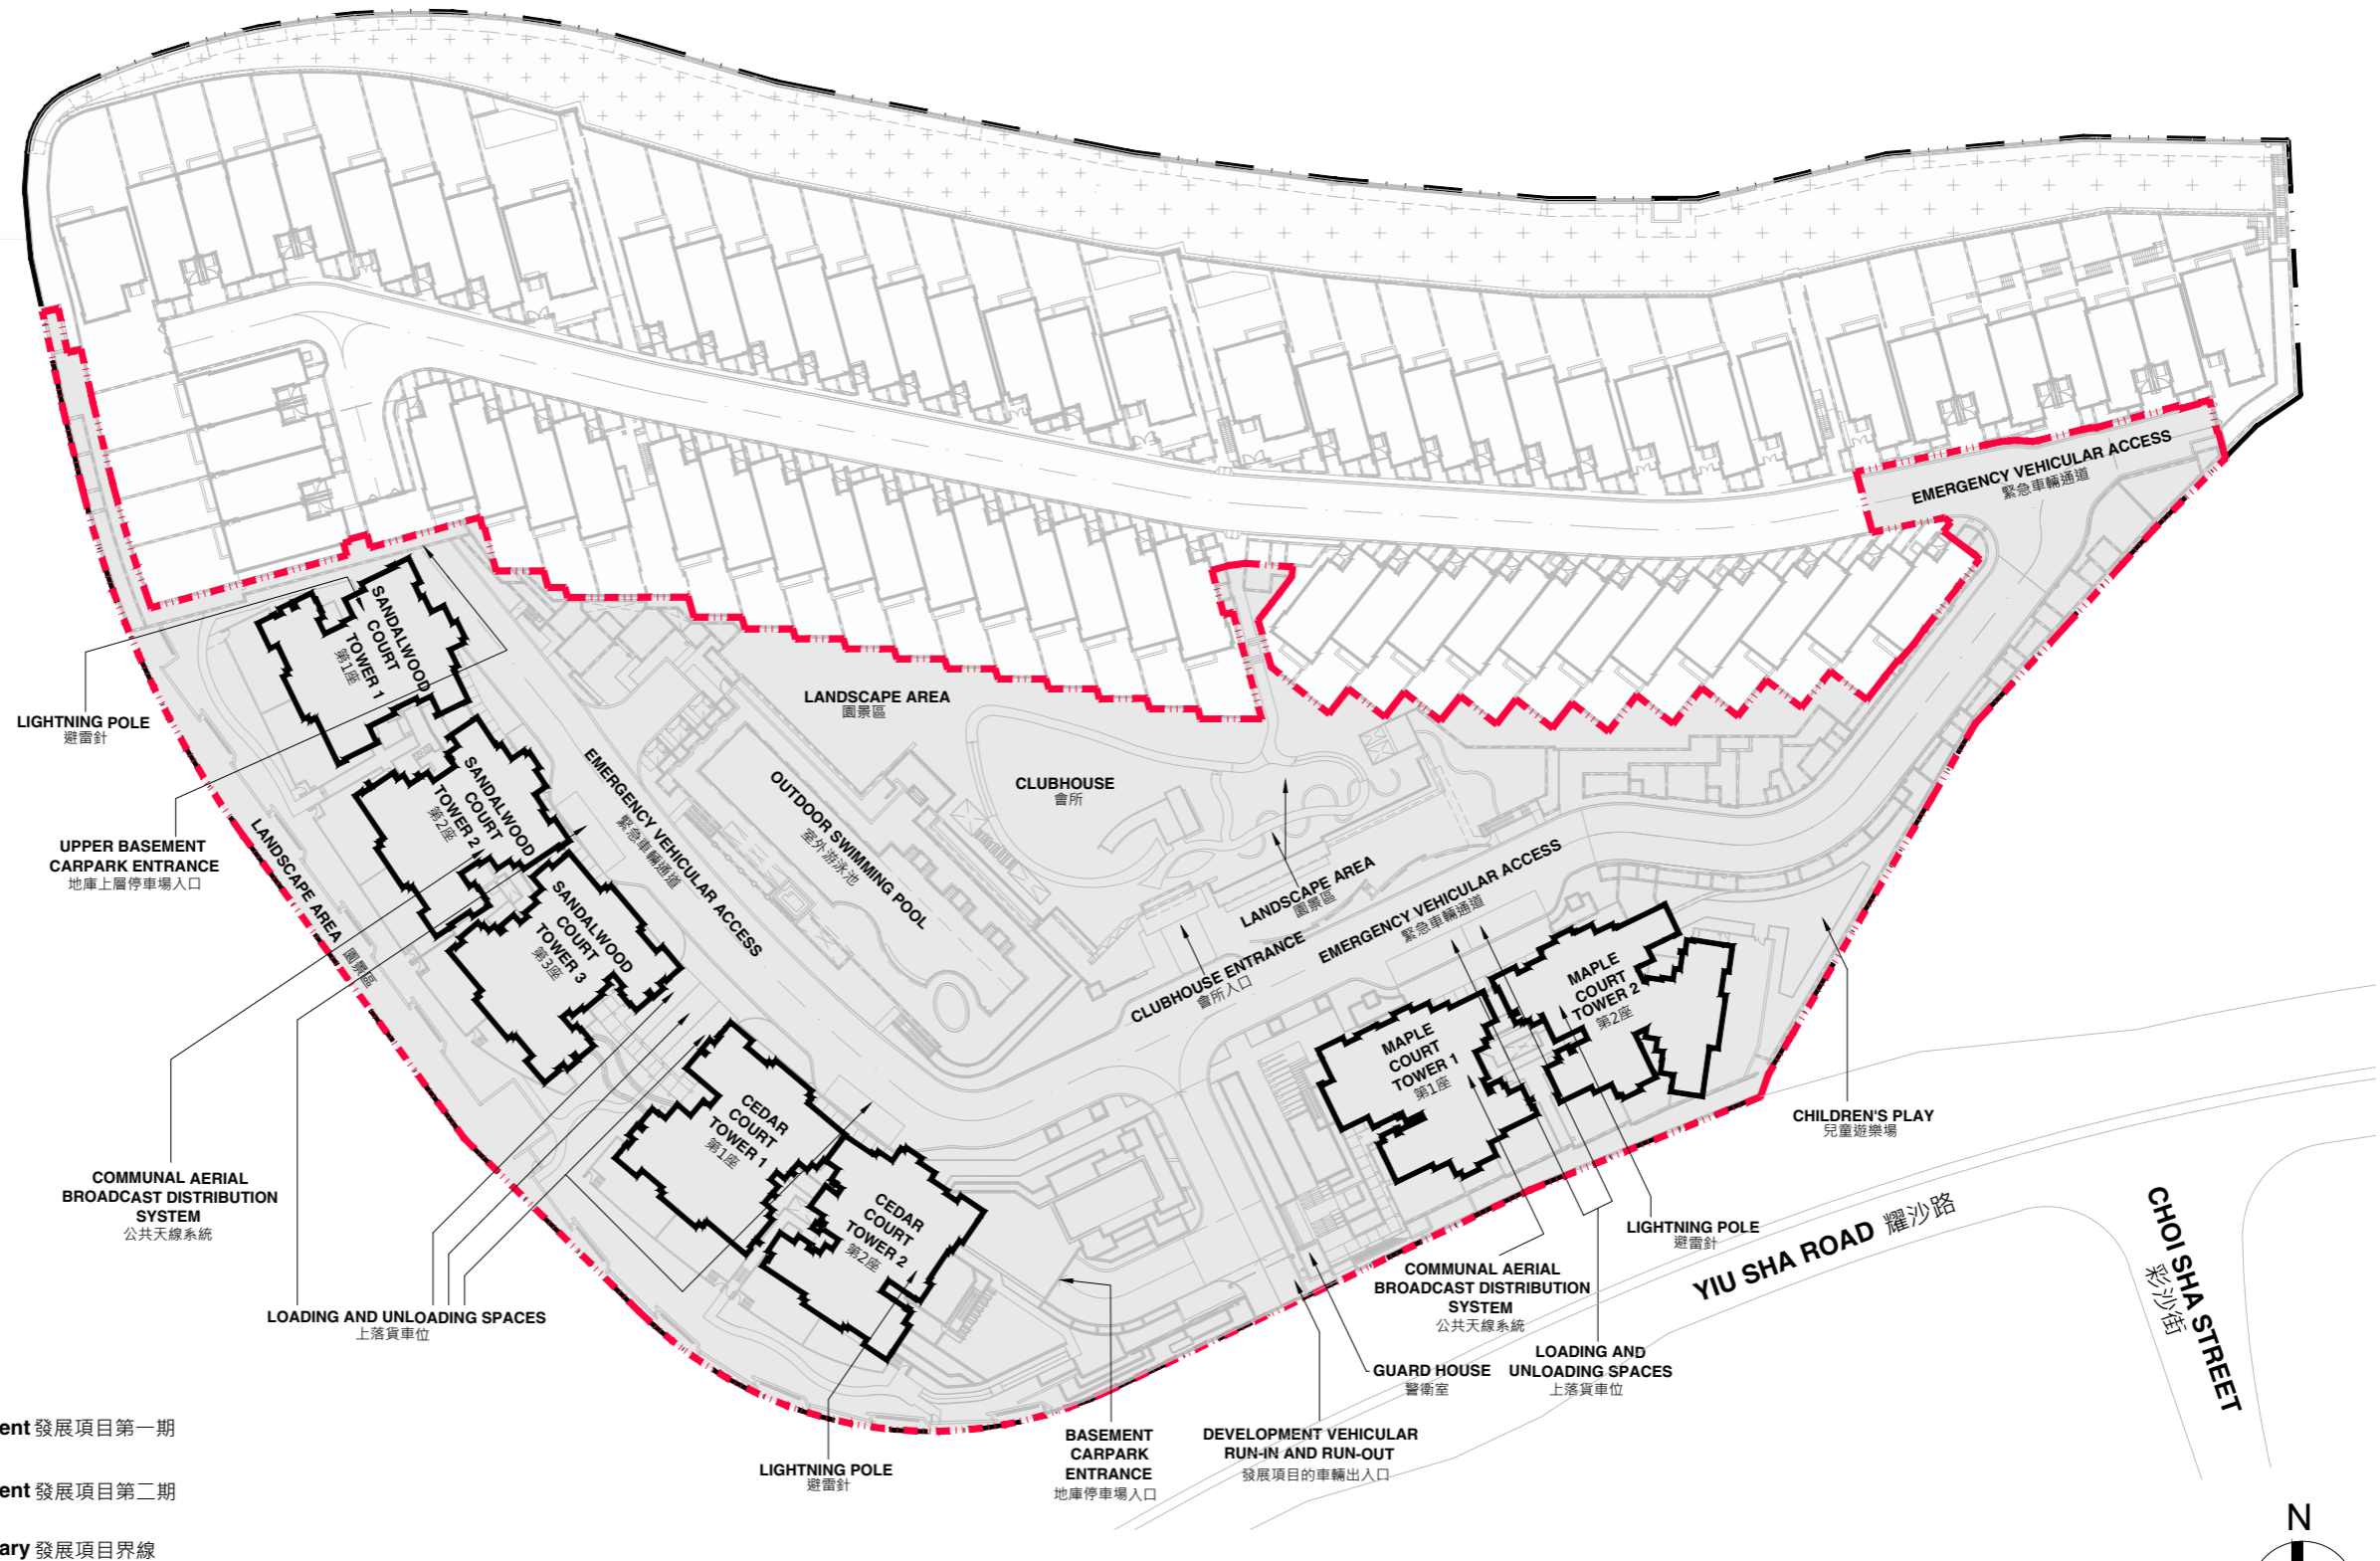 EMERGENCY VEHICULAR ACCESS
緊急車輛通道
SANDALWOOD
COURT
TOWER 1
第1座
LIGHTNING POLE
避雷針
LANDSCAPE AREA
園景區
SANDALWOOD
COURT
TOWER 2
第2座
EMERGENCY VEHICULAR ACCESS
緊急車輛通道
OUTDOOR SWIMMING POOL
室外游泳池
CLUBHOUSE
會所
UPPER BASEMENT
CARPARK ENTRANCE
地庫上層停車場入口
LANDSCAPE AREA 園景區
SANDALWOOD
COURT
TOWER 3
第3座
LANDSCAPE AREA
園景區
EMERGENCY VEHICULAR ACCESS
緊急車輛通道
CLUBHOUSE ENTRANCE
會所入口
MAPLE
COURT
TOWER 2
第2座
MAPLE
COURT
TOWER 1
第1座
CEDAR
COURT
TOWER 1
第1座
CHILDREN'S PLAY
兒童遊樂場
COMMUNAL AERIAL
BROADCAST DISTRIBUTION
SYSTEM
公共天線系統
CEDAR
COURT
TOWER 2
第2座
LIGHTNING POLE
避雷針
YIU SHA ROAD 耀沙路
CHOI SHA STREET
彩沙街
COMMUNAL AERIAL
BROADCAST DISTRIBUTION
SYSTEM
公共天線系統
LOADING AND UNLOADING SPACES
上落貨車位
LOADING AND
UNLOADING SPACES
上落貨車位
GUARD HOUSE
警衛室
DEVELOPMENT VEHICULAR
RUN-IN AND RUN-OUT
發展項目的車輛出入口
BASEMENT
CARPARK
ENTRANCE
地庫停車場入口
LIGHTNING POLE
避雷針
ent 發展項目第一期
ent 發展項目第二期
ary 發展項目界線
N